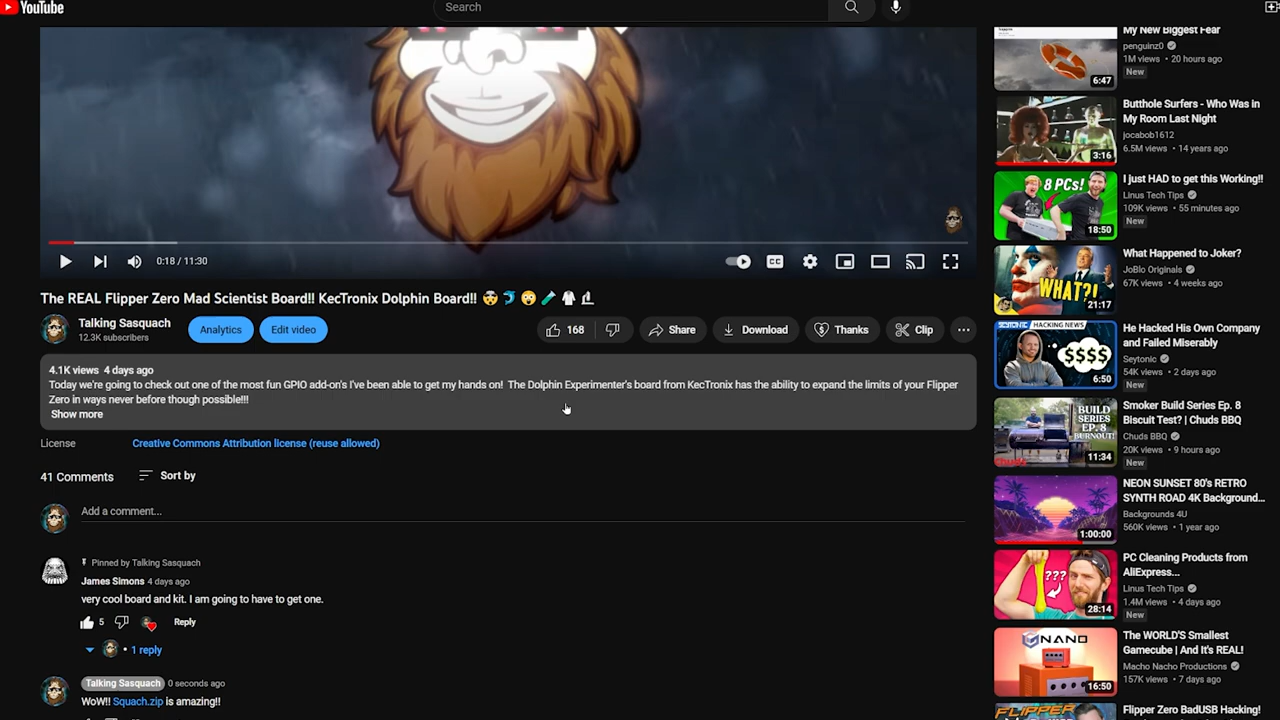 YouTube
Search
0:18 / 11:30
CC
The REAL Flipper Zero Mad Scientist Board!! KecTronix Dolphin Board!! 🤯 🐬 😲 🧪 🥼 🔬
Talking Sasquach
12.3K subscribers
Analytics
Edit video
168
Share
Download
Thanks
Clip
4.1K views 4 days ago
Today we're going to check out one of the most fun GPIO add-on's I've been able to get my hands on! The Dolphin Experimenter's board from KecTronix has the ability to expend the limits of your Flipper
Zero in ways never before though possible!!!
Show more
License
Creative Commons Attribution license (reuse allowed)
41 Comments
Sort by
Add a comment...
Pinned by Talking Sasquach
James Simons 4 days ago
very cool board and kit. I am going to have to get one.
5
Reply
• 1 reply
Talking Sasquach 0 seconds ago
WoW!! Squach.zip is amazing!!
6:47
My New Biggest Fear
penguinz0
1M views • 20 hours ago
New
3:16
Butthole Surfers - Who Was in
My Room Last Night
jocabob1612
6.5M views • 14 years ago
8 PCs!
18:50
I just HAD to get this Working!!
Linus Tech Tips
109K views • 55 minutes ago
New
WHAT?!
21:17
What Happened to Joker?
JoBlo Originals
67K views • 4 weeks ago
SEYTONIC HACKING NEWS
$$$$
6:50
He Hacked His Own Company
and Failed Miserably
Seytonic
54K views • 2 days ago
New
BUILD
SERIES
EP. 8
BURNOUT!
11:34
Smoker Build Series Ep. 8
Biscuit Test? | Chuds BBQ
Chuds BBQ
20K views • 9 hours ago
New
1:00:00
NEON SUNSET 80's RETRO
SYNTH ROAD 4K Background...
Backgrounds 4U
560K views • 1 year ago
???
28:14
PC Cleaning Products from
AliExpress...
Linus Tech Tips
1.4M views • 4 days ago
New
NANO
16:50
The WORLD'S Smallest
Gamecube | And It's REAL!
Macho Nacho Productions
157K views • 7 days ago
FLIPPER
Flipper Zero BadUSB Hacking!